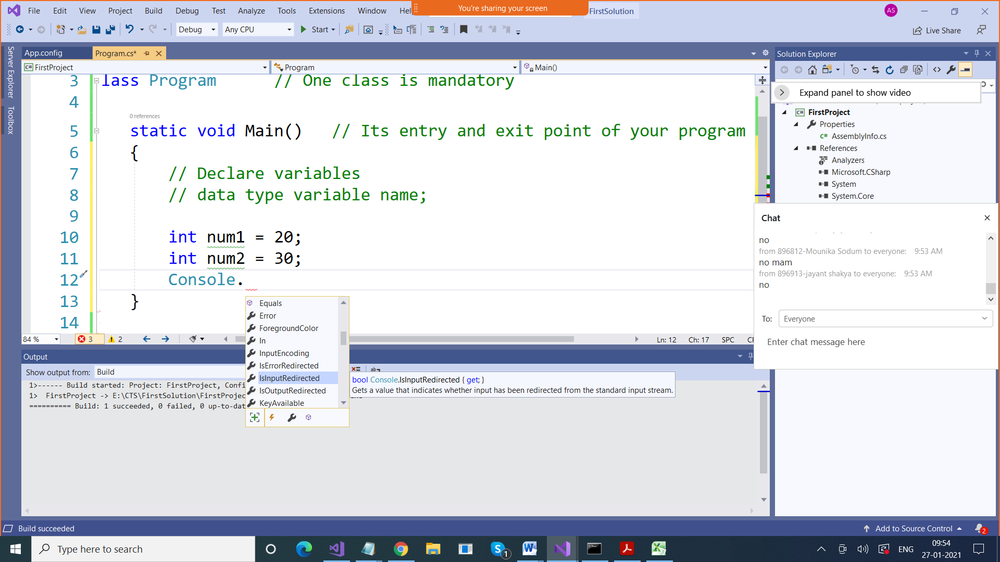 File Edit View Project Build Debug Test Analyze Tools Extensions Window Hel
You're sharing your screen
FirstSolution
AS
Debug Any CPU Start
Live Share
Server Explorer
Toolbox
App.config Program.cs*
FirstProject Program Main()
3 lass Program // One class is mandatory
4
0 references
5 static void Main() // Its entry and exit point of your program
6 {
7 // Declare variables
8 // data type variable name;
9
10 int num1 = 20;
11 int num2 = 30;
12 Console.
13 }
14
Equals
Error
ForegroundColor
In
InputEncoding
IsErrorRedirected
IsInputRedirected
IsOutputRedirected
KeyAvailable
bool Console.IsInputRedirected { get; }
Gets a value that indicates whether input has been redirected from the standard input stream.
84 % 3 2 Ln: 12 Ch: 17 SPC
Output
Show output from: Build
1>------ Build started: Project: FirstProject, Confi
1> FirstProject -> E:\CTS\FirstSolution\FirstProjec
========== Build: 1 succeeded, 0 failed, 0 up-to-dat
Solution Explorer
Expand panel to show video
FirstProject
Properties
AssemblyInfo.cs
References
Analyzers
Microsoft.CSharp
System
System.Core
Chat
no
from 896812-Mounika Sodum to everyone: 9:53 AM
no mam
from 896913-jayant shakya to everyone: 9:53 AM
no
To: Everyone
Enter chat message here
Build succeeded
Add to Source Control 2
Type here to search
1
ENG
09:54
27-01-2021